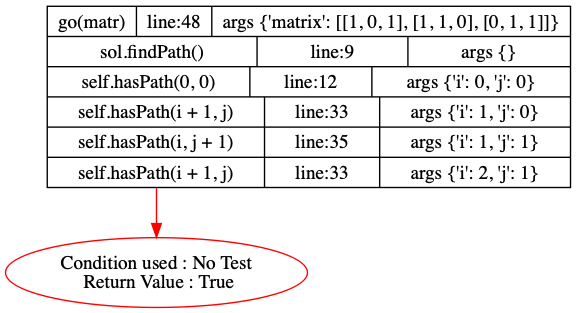 go(matr) line:48 args {'matrix': [[1, 0, 1], [1, 1, 0], [0, 1, 1]]}
sol.findPath() line:9 args {}
self.hasPath(0, 0) line:12 args {'i': 0, 'j': 0}
self.hasPath(i + 1, j) line:33 args {'i': 1, 'j': 0}
self.hasPath(i, j + 1) line:35 args {'i': 1, 'j': 1}
self.hasPath(i + 1, j) line:33 args {'i': 2, 'j': 1}
Condition used : No Test
Return Value : True